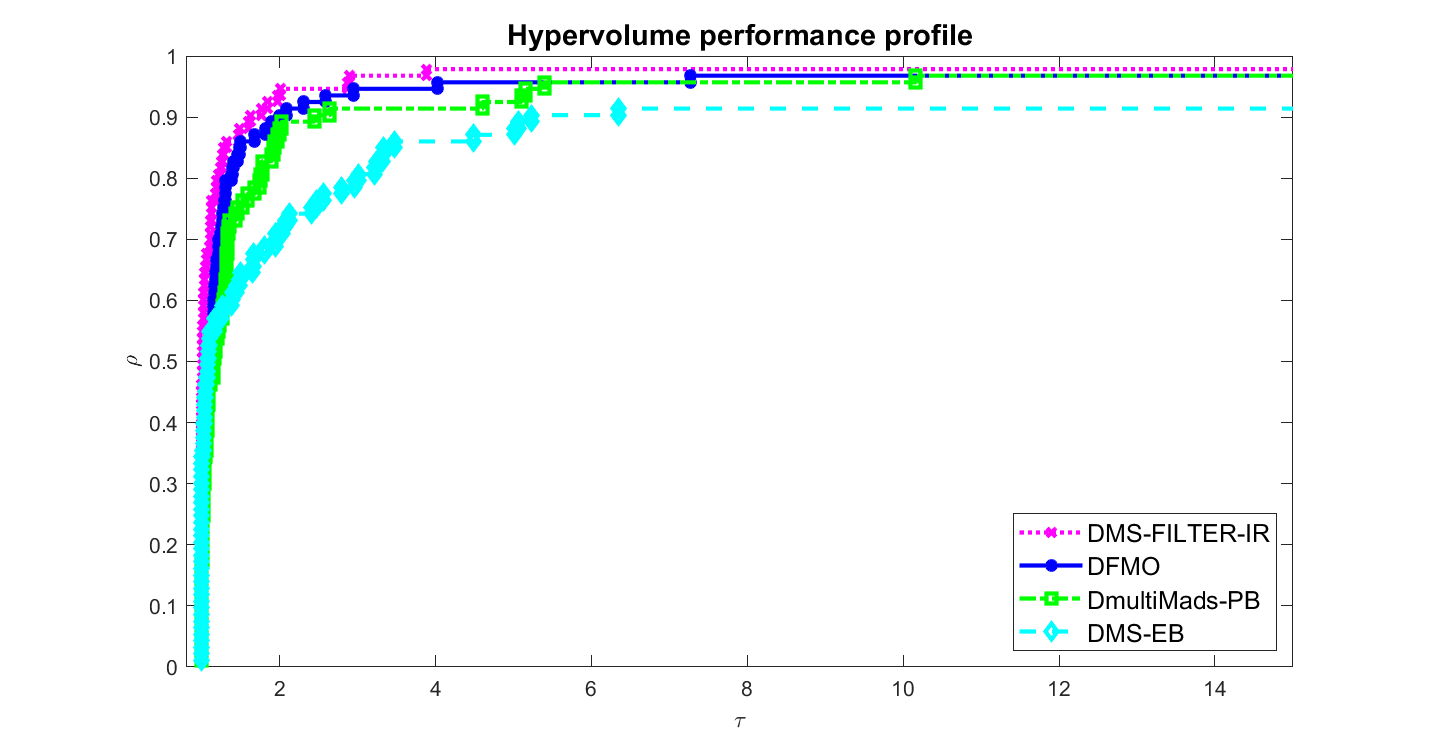 Hypervolume performance profile
1
0.9
0.8
0.7
0.6
0.5
0.4
0.3
0.2
0.1
0
ρ
2 4 6 8 10 12 14
τ
DMS-FILTER-IR
DFMO
DmultiMads-PB
DMS-EB